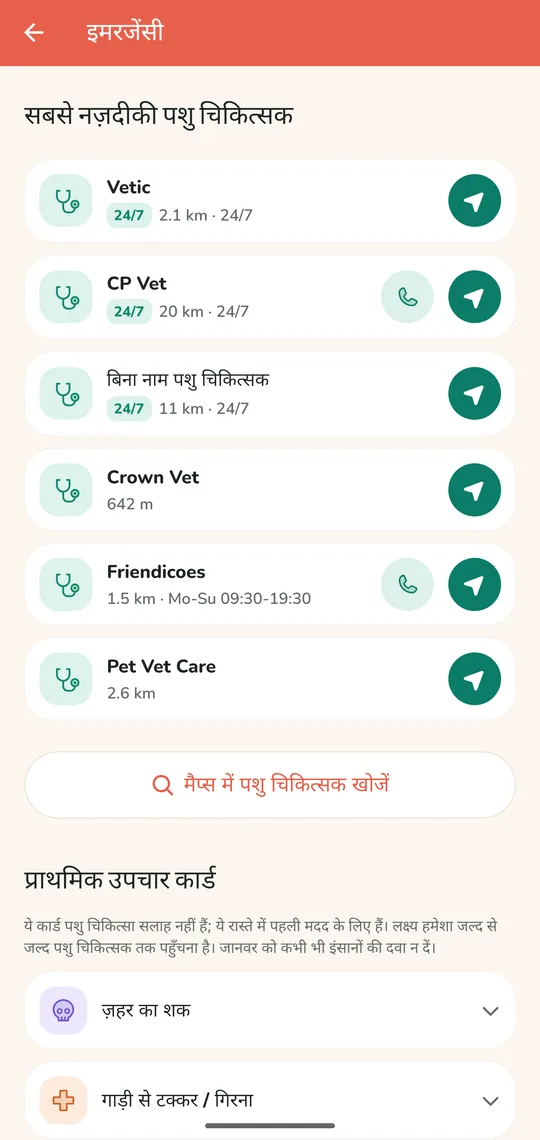 इमरजेंसी
सबसे नज़दीकी पशु चिकित्सक
Vetic
24/7 2.1 km · 24/7
CP Vet
24/7 20 km · 24/7
बिना नाम पशु चिकित्सक
24/7 11 km · 24/7
Crown Vet
642 m
Friendicoes
1.5 km · Mo-Su 09:30-19:30
Pet Vet Care
2.6 km
मैप्स में पशु चिकित्सक खोजें
प्राथमिक उपचार कार्ड
ये कार्ड पशु चिकित्सा सलाह नहीं हैं; ये रास्ते में पहली मदद के लिए हैं। लक्ष्य हमेशा जल्द से
जल्द पशु चिकित्सक तक पहुँचना है। जानवर को कभी भी इंसानों की दवा न दें।
ज़हर का शक
गाड़ी से टक्कर / गिरना